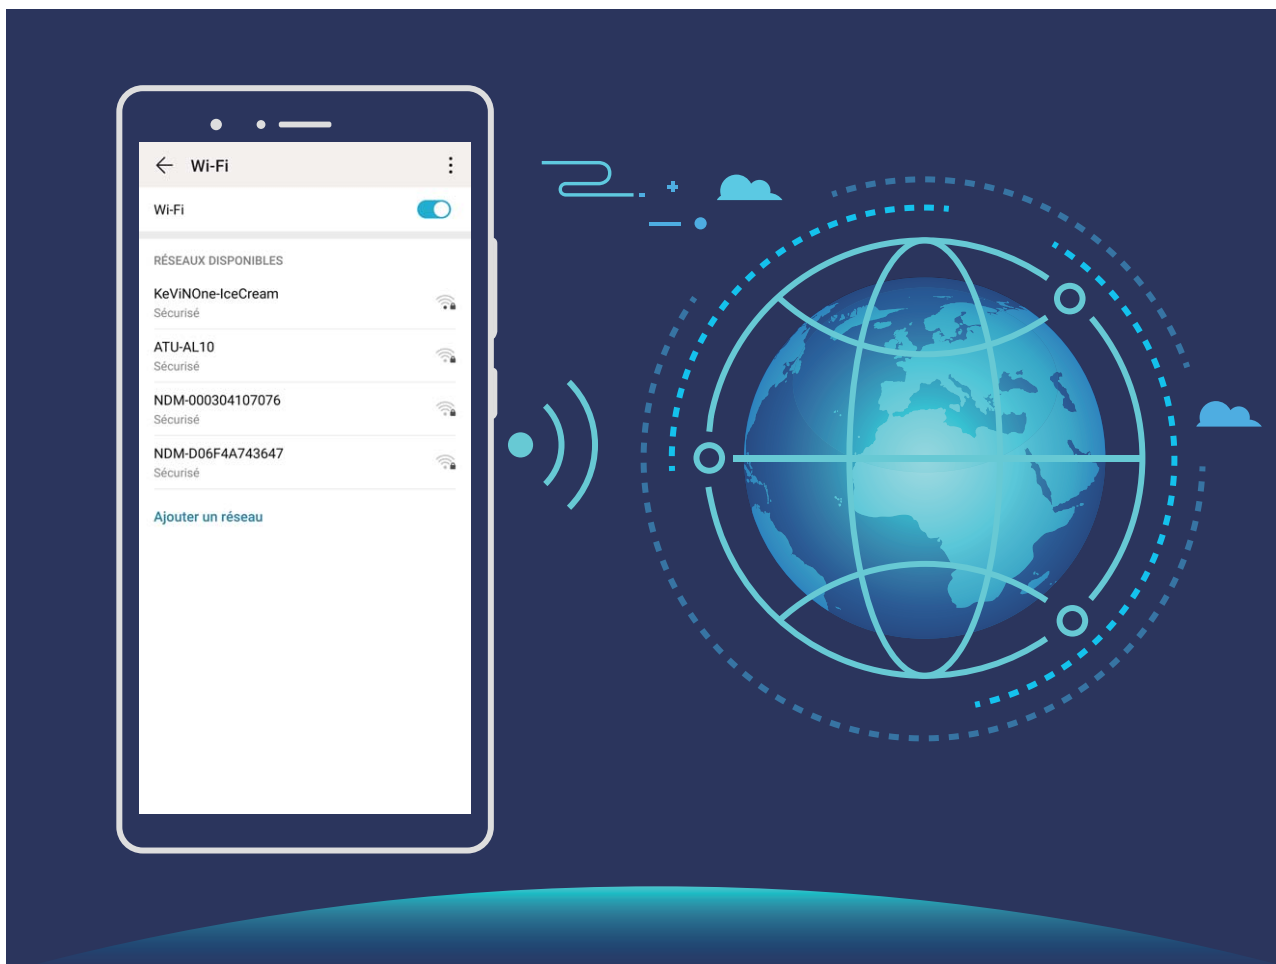 Wi-Fi
Wi-Fi
RÉSEAUX DISPONIBLES
KeViNOne-IceCream
Sécurisé
ATU-AL10
Sécurisé
NDM-000304107076
Sécurisé
NDM-D06F4A743647
Sécurisé
Ajouter un réseau